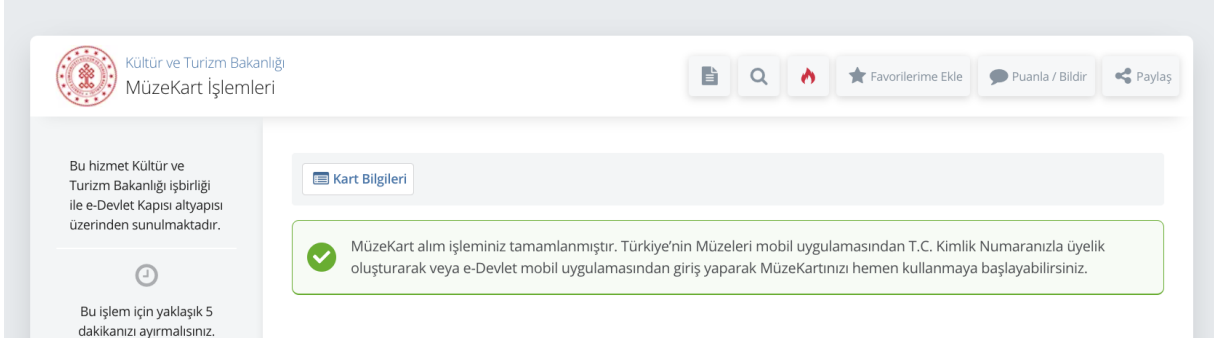 Kültür ve Turizm Bakanlığı
MüzeKart İşlemleri
Favorilerime Ekle
Puanla / Bildir
Paylaş
Bu hizmet Kültür ve
Turizm Bakanlığı işbirliği
ile e-Devlet Kapısı altyapısı
üzerinden sunulmaktadır.
Bu işlem için yaklaşık 5
dakikanızı ayırmalısınız.
Kart Bilgileri
MüzeKart alım işleminiz tamamlanmıştır. Türkiye’nin Müzeleri mobil uygulamasından T.C. Kimlik Numaranızla üyelik
oluşturarak veya e-Devlet mobil uygulamasından giriş yaparak MüzeKartınızı hemen kullanmaya başlayabilirsiniz.